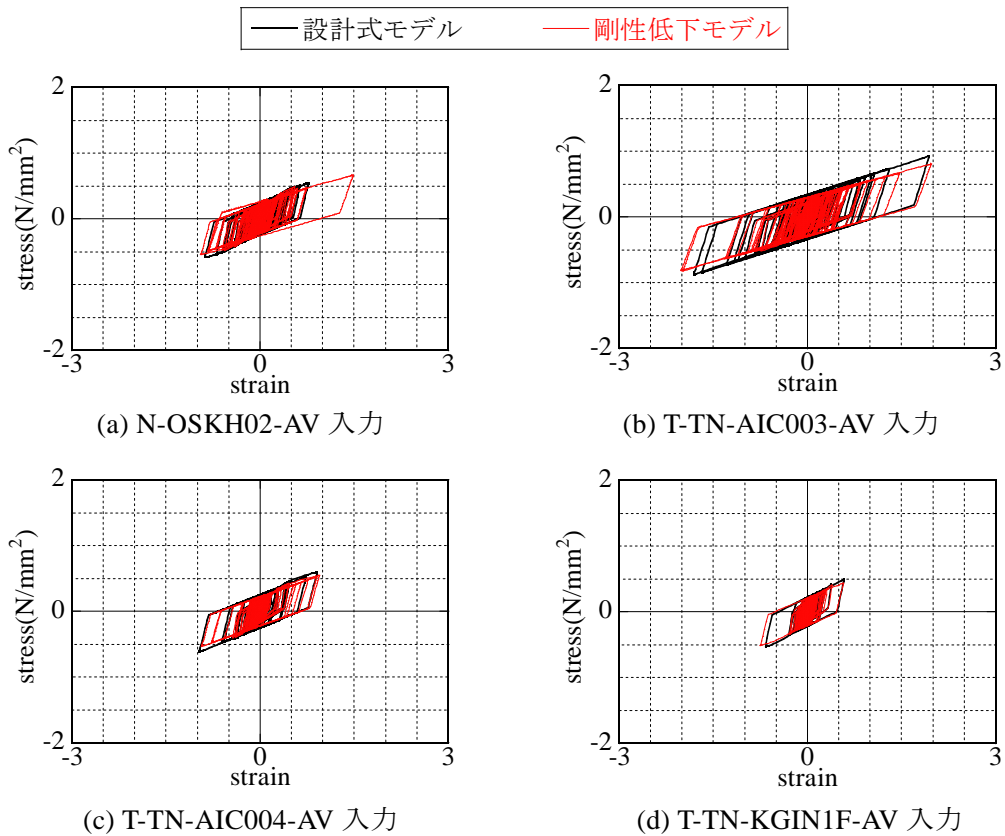 設計式モデル 剛性低下モデル
2
0
-2
stress(N/mm²)
-3 0 3
strain
(a) N-OSKH02-AV 入力
2
0
-2
stress(N/mm²)
-3 0 3
strain
(b) T-TN-AIC003-AV 入力
2
0
-2
stress(N/mm²)
-3 0 3
strain
(c) T-TN-AIC004-AV 入力
2
0
-2
stress(N/mm²)
-3 0 3
strain
(d) T-TN-KGIN1F-AV 入力